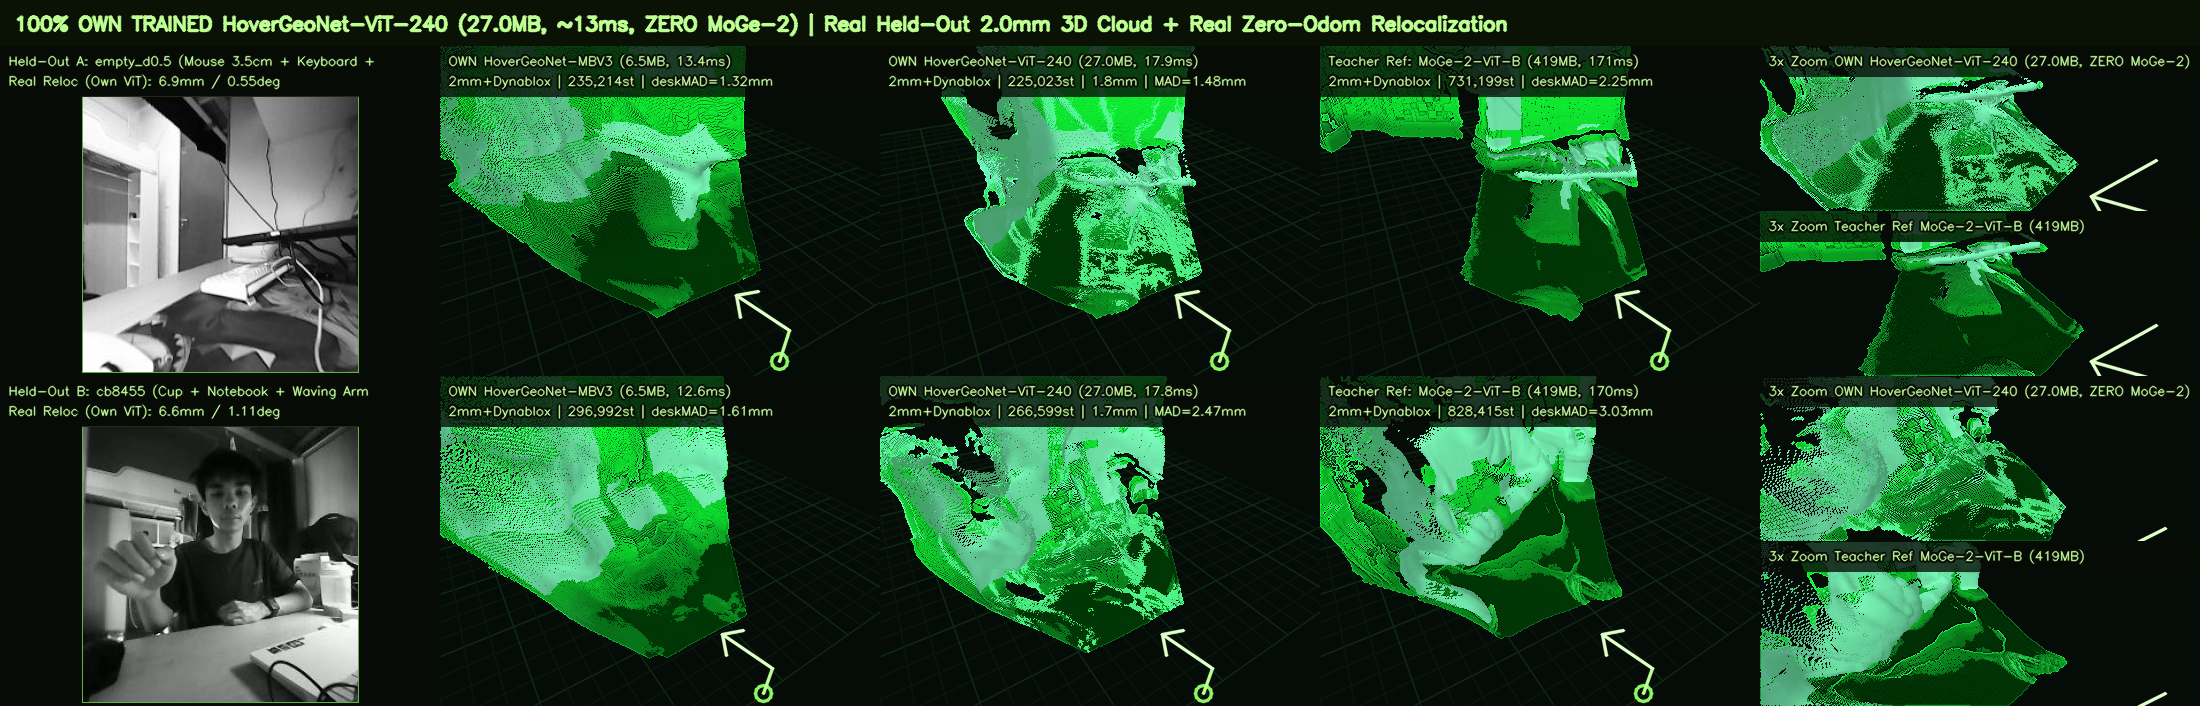 100% OWN TRAINED HoverGeoNet-ViT-240 (27.0MB, ~13ms, ZERO MoGe-2) | Real Held-Out 2.0mm 3D Cloud + Real Zero-Odom Relocalization
Held-Out A: empty_d0.5 (Mouse 3.5cm + Keyboard +
Real Reloc (Own ViT): 6.9mm / 0.55deg
OWN HoverGeoNet-MBV3 (6.5MB, 13.4ms)
2mm+Dynablox | 235,214st | deskMAD=1.32mm
OWN HoverGeoNet-ViT-240 (27.0MB, 17.9ms)
2mm+Dynablox | 225,023st | 1.8mm | MAD=1.48mm
Teacher Ref: MoGe-2-ViT-B (419MB, 171ms)
2mm+Dynablox | 731,199st | deskMAD=2.25mm
3x Zoom OWN HoverGeoNet-ViT-240 (27.0MB, ZERO MoGe-2)
3x Zoom Teacher Ref MoGe-2-ViT-B (419MB)
Held-Out B: cb8455 (Cup + Notebook + Waving Arm
Real Reloc (Own ViT): 6.6mm / 1.11deg
OWN HoverGeoNet-MBV3 (6.5MB, 12.6ms)
2mm+Dynablox | 296,992st | deskMAD=1.61mm
OWN HoverGeoNet-ViT-240 (27.0MB, 17.8ms)
2mm+Dynablox | 266,599st | 1.7mm | MAD=2.47mm
Teacher Ref: MoGe-2-ViT-B (419MB, 170ms)
2mm+Dynablox | 828,415st | deskMAD=3.03mm
3x Zoom OWN HoverGeoNet-ViT-240 (27.0MB, ZERO MoGe-2)
3x Zoom Teacher Ref MoGe-2-ViT-B (419MB)